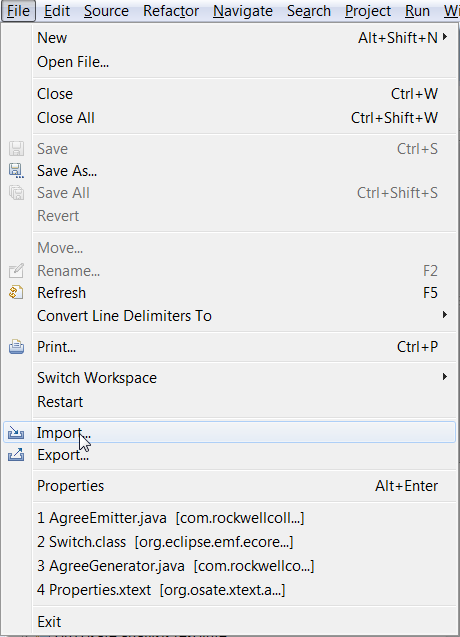 File Edit Source Refactor Navigate Search Project Run
New Alt+Shift+N
Open File...
Close Ctrl+W
Close All Ctrl+Shift+W
Save Ctrl+S
Save As...
Save All Ctrl+Shift+S
Revert
Move...
Rename... F2
Refresh F5
Convert Line Delimiters To
Print... Ctrl+P
Switch Workspace
Restart
Import...
Export...
Properties Alt+Enter
1 AgreeEmitter.java [com.rockwellcoll...]
2 Switch.class [org.eclipse.emf.ecore...]
3 AgreeGenerator.java [com.rockwellco...]
4 Properties.xtext [org.osate.xtext.a...]
Exit